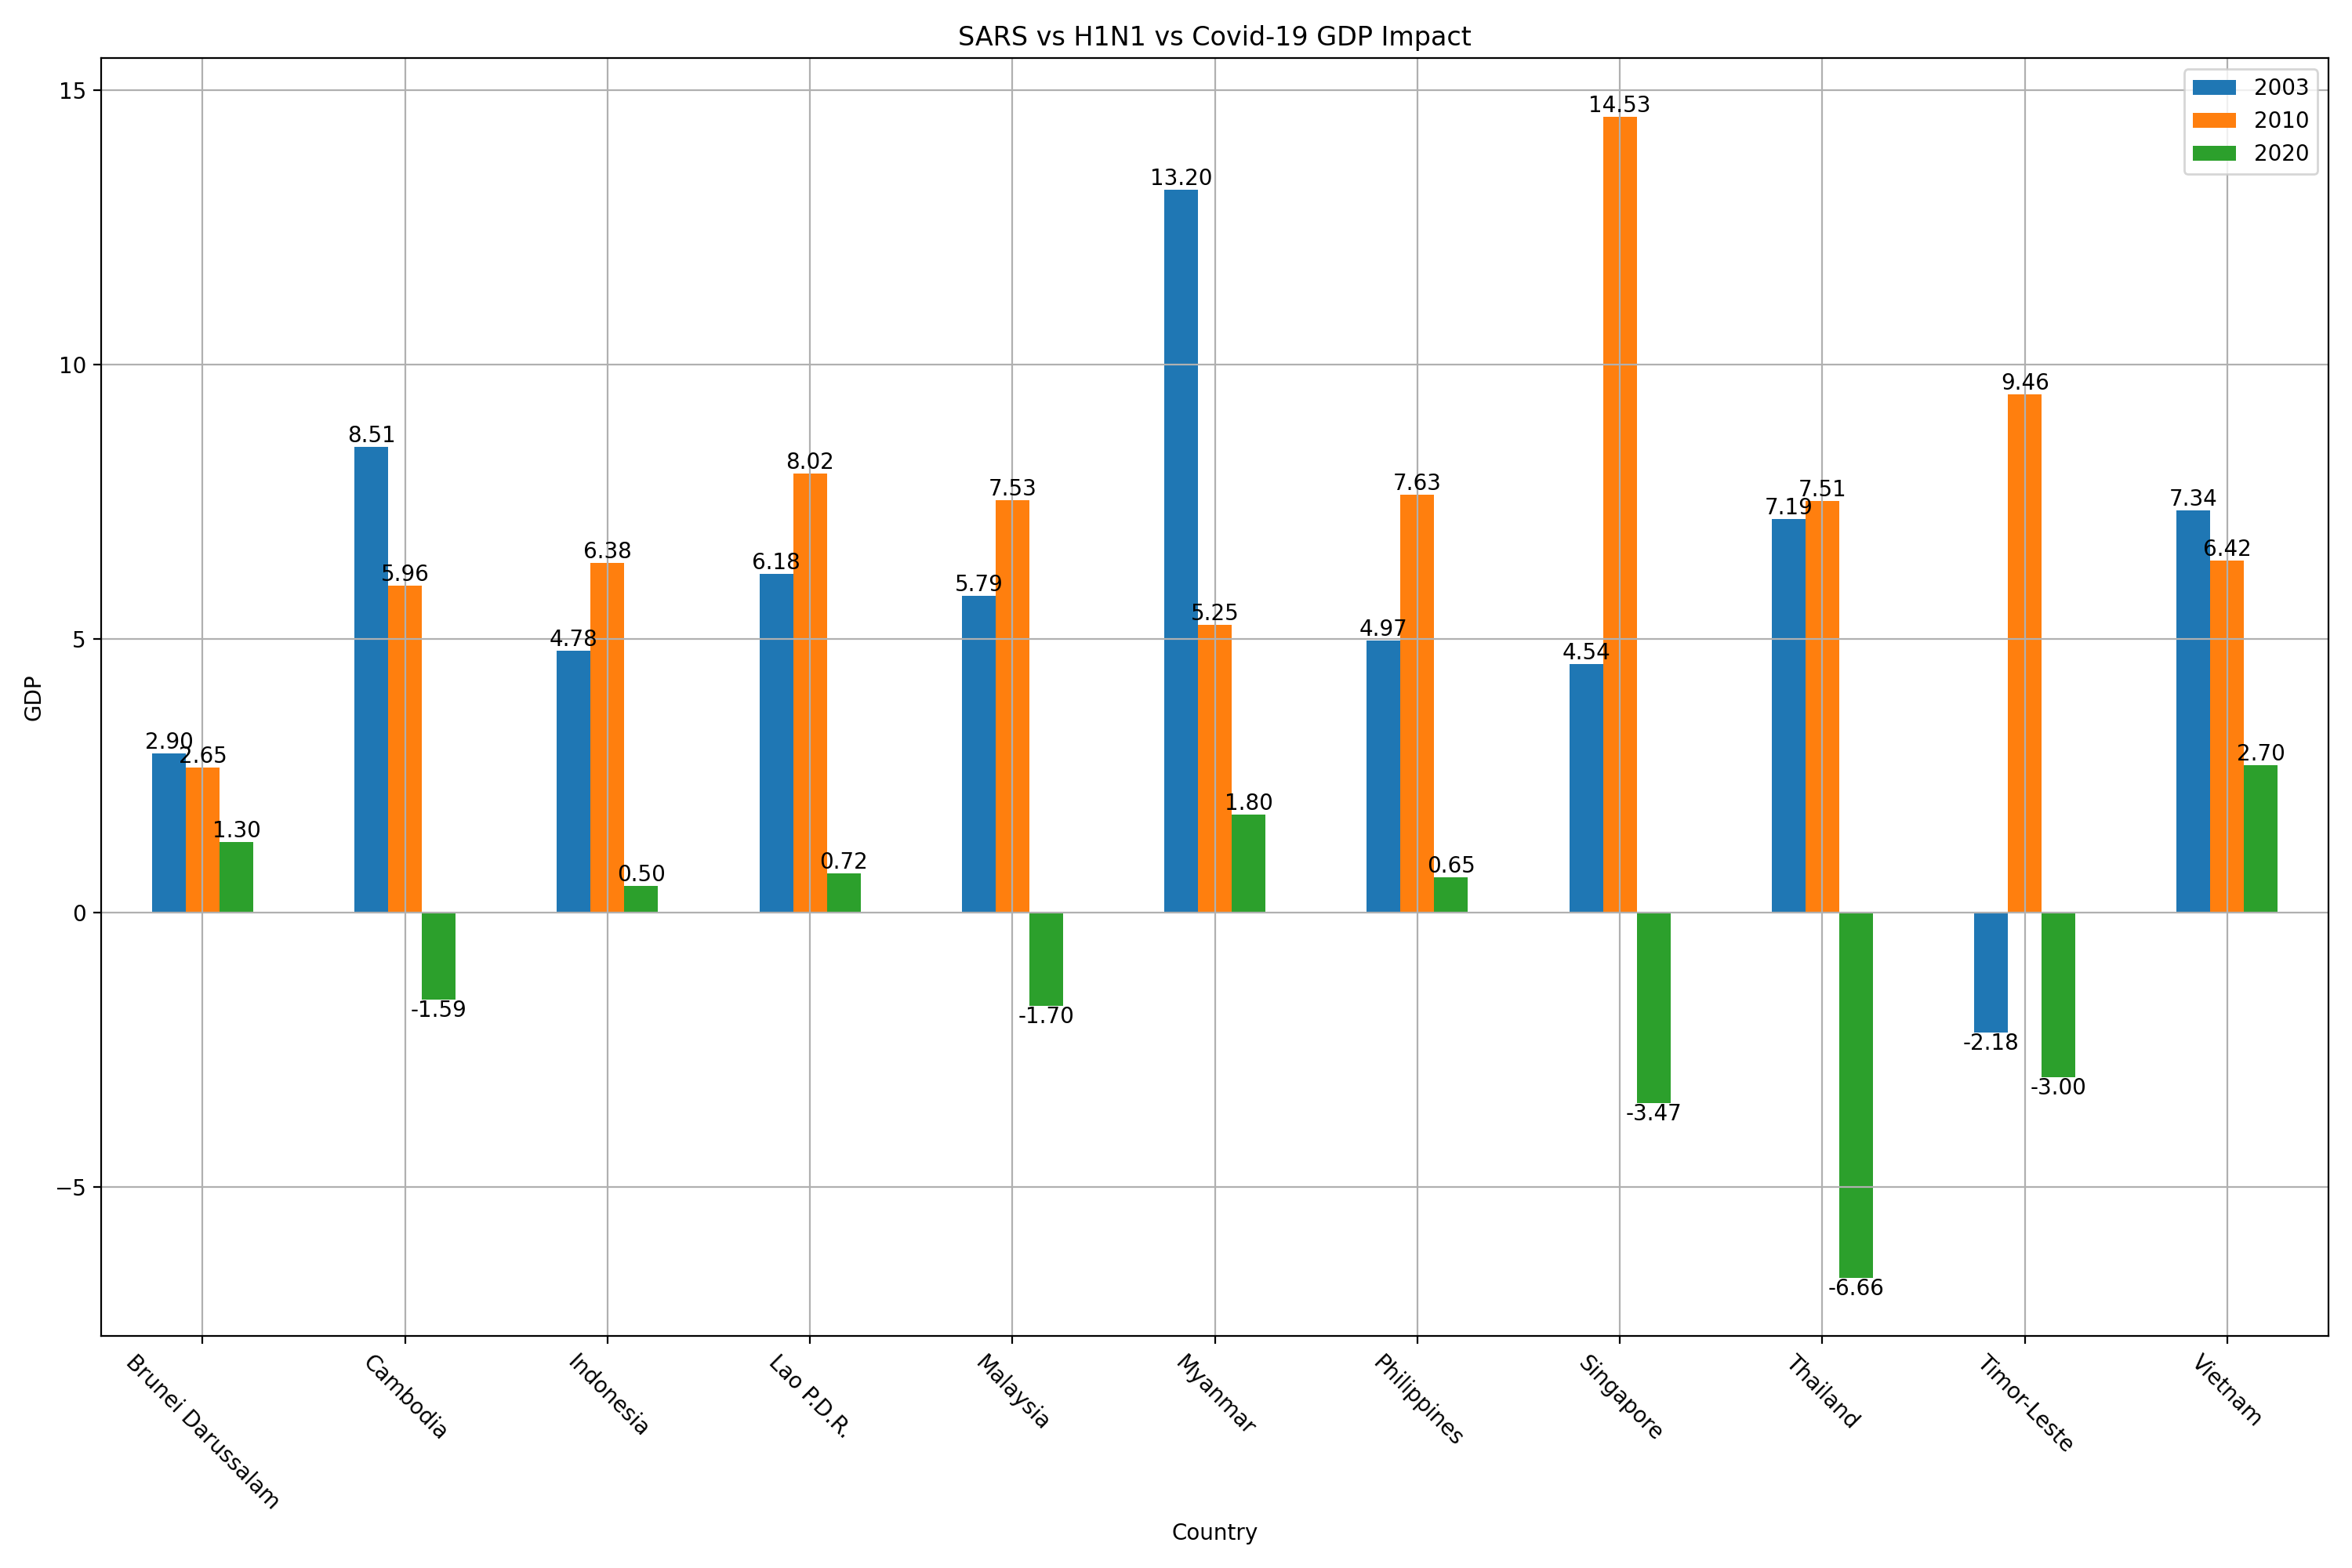 SARS vs H1N1 vs Covid-19 GDP Impact
2003
2010
2020
GDP
15
10
5
0
−5
2.90
2.65
1.30
8.51
5.96
-1.59
4.78
6.38
0.50
6.18
8.02
0.72
5.79
7.53
-1.70
13.20
5.25
1.80
4.97
7.63
0.65
4.54
14.53
-3.47
7.19
7.51
-6.66
-2.18
9.46
-3.00
7.34
6.42
2.70
Brunei Darussalam
Cambodia
Indonesia
Lao P.D.R.
Malaysia
Myanmar
Philippines
Singapore
Thailand
Timor-Leste
Vietnam
Country